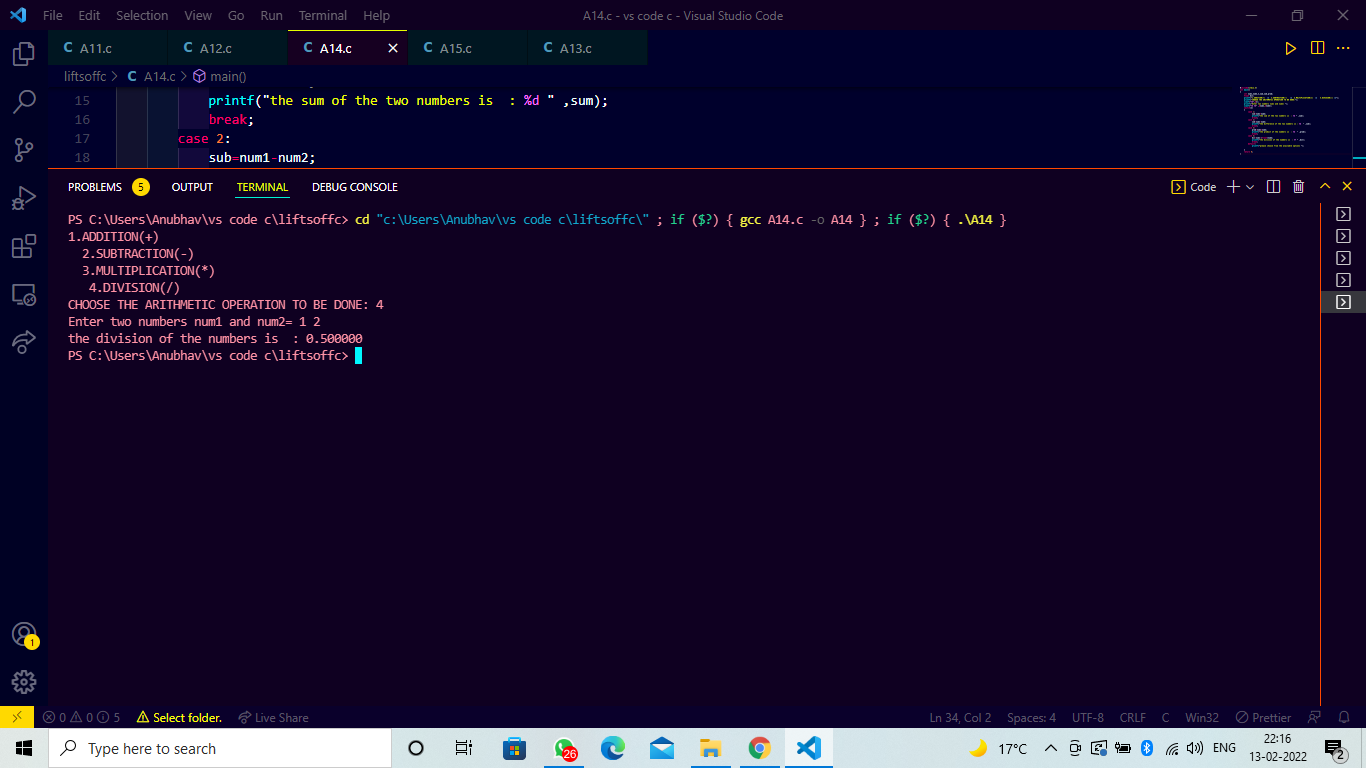 File Edit Selection View Go Run Terminal Help A14.c - vs code c - Visual Studio Code
C A11.c C A12.c C A14.c C A15.c C A13.c
liftsoffc > C A14.c > main()
15 printf("the sum of the two numbers is  : %d " ,sum);
16 break;
17 case 2:
18 sub=num1-num2;
PROBLEMS 5 OUTPUT TERMINAL DEBUG CONSOLE Code
PS C:\Users\Anubhav\vs code c\liftsoffc> cd "c:\Users\Anubhav\vs code c\liftsoffc\" ; if ($?) { gcc A14.c -o A14 } ; if ($?) { .\A14 }
1.ADDITION(+)
2.SUBTRACTION(-)
3.MULTIPLICATION(*)
4.DIVISION(/)
CHOOSE THE ARITHMETIC OPERATION TO BE DONE: 4
Enter two numbers num1 and num2= 1 2
the division of the numbers is  : 0.500000
PS C:\Users\Anubhav\vs code c\liftsoffc>
1
0 0 5 Select folder. Live Share Ln 34, Col 2 Spaces: 4 UTF-8 CRLF C Win32 Prettier
Type here to search 26 17°C ENG 22:16
13-02-2022 2